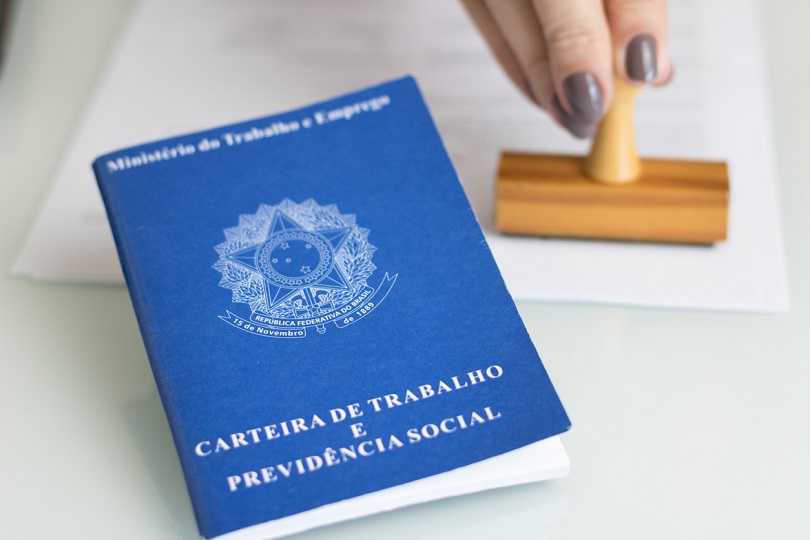 Ministério do Trabalho e Emprego
REPÚBLICA FEDERATIVA DO BRASIL
15 de Novembro de 1889
CARTEIRA DE TRABALHO
E
PREVIDÊNCIA SOCIAL